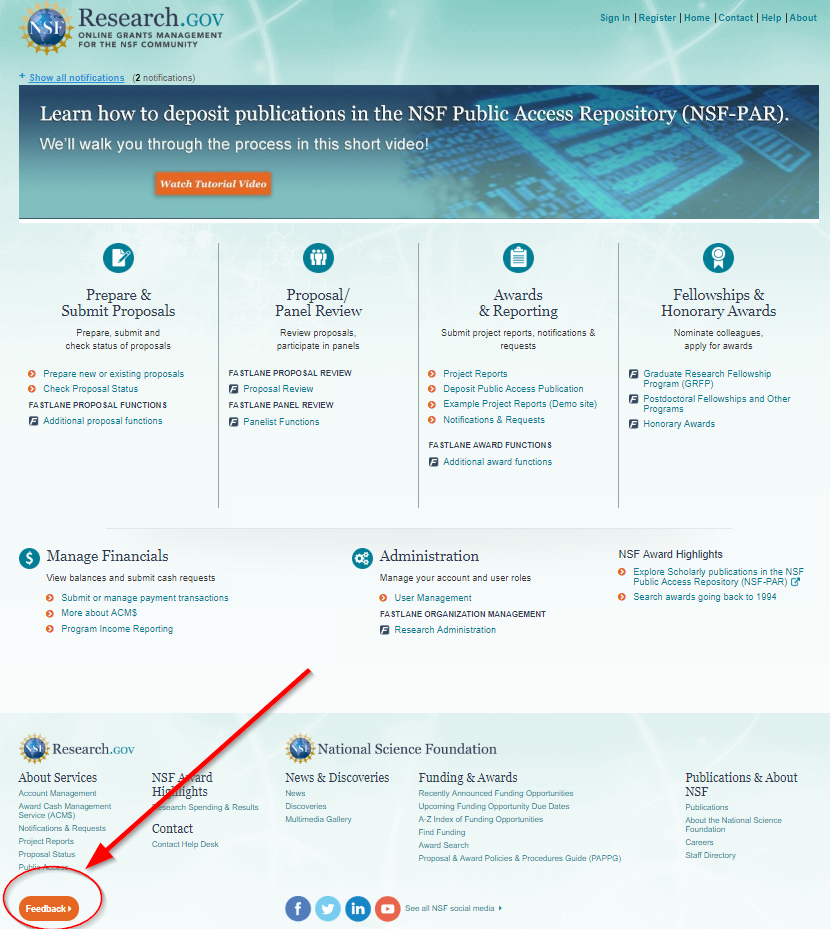 NSF
Research.gov
ONLINE GRANTS MANAGEMENT
FOR THE NSF COMMUNITY
Sign In | Register | Home | Contact | Help | About
+ Show all notifications (2 notifications)
Learn how to deposit publications in the NSF Public Access Repository (NSF-PAR).
We'll walk you through the process in this short video!
Watch Tutorial Video
Prepare &
Submit Proposals
Prepare, submit and
check status of proposals
Prepare new or existing proposals
Check Proposal Status
FASTLANE PROPOSAL FUNCTIONS
F Additional proposal functions
Proposal/
Panel Review
Review proposals,
participate in panels
FASTLANE PROPOSAL REVIEW
F Proposal Review
FASTLANE PANEL REVIEW
F Panelist Functions
Awards
& Reporting
Submit project reports, notifications &
requests
Project Reports
Deposit Public Access Publication
Example Project Reports (Demo site)
Notifications & Requests
FASTLANE AWARD FUNCTIONS
F Additional award functions
Fellowships &
Honorary Awards
Nominate colleagues,
apply for awards
F Graduate Research Fellowship
Program (GRFP)
F Postdoctoral Fellowships and Other
Programs
F Honorary Awards
$ Manage Financials
View balances and submit cash requests
Submit or manage payment transactions
More about ACM$
Program Income Reporting
Administration
Manage your account and user roles
User Management
FASTLANE ORGANIZATION MANAGEMENT
F Research Administration
NSF Award Highlights
Explore Scholarly publications in the NSF
Public Access Repository (NSF-PAR)
Search awards going back to 1994
NSF Research.gov
About Services
Account Management
Award Cash Management
Service (ACM$)
Notifications & Requests
Project Reports
Proposal Status
Public Access
Feedback
NSF Award
Highlights
Research Spending & Results
Contact
Contact Help Desk
NSF National Science Foundation
News & Discoveries
News
Discoveries
Multimedia Gallery
Funding & Awards
Recently Announced Funding Opportunities
Upcoming Funding Opportunity Due Dates
A-Z Index of Funding Opportunities
Find Funding
Award Search
Proposal & Award Policies & Procedures Guide (PAPPG)
Publications & About
NSF
Publications
About the National Science
Foundation
Careers
Staff Directory
f in See all NSF social media